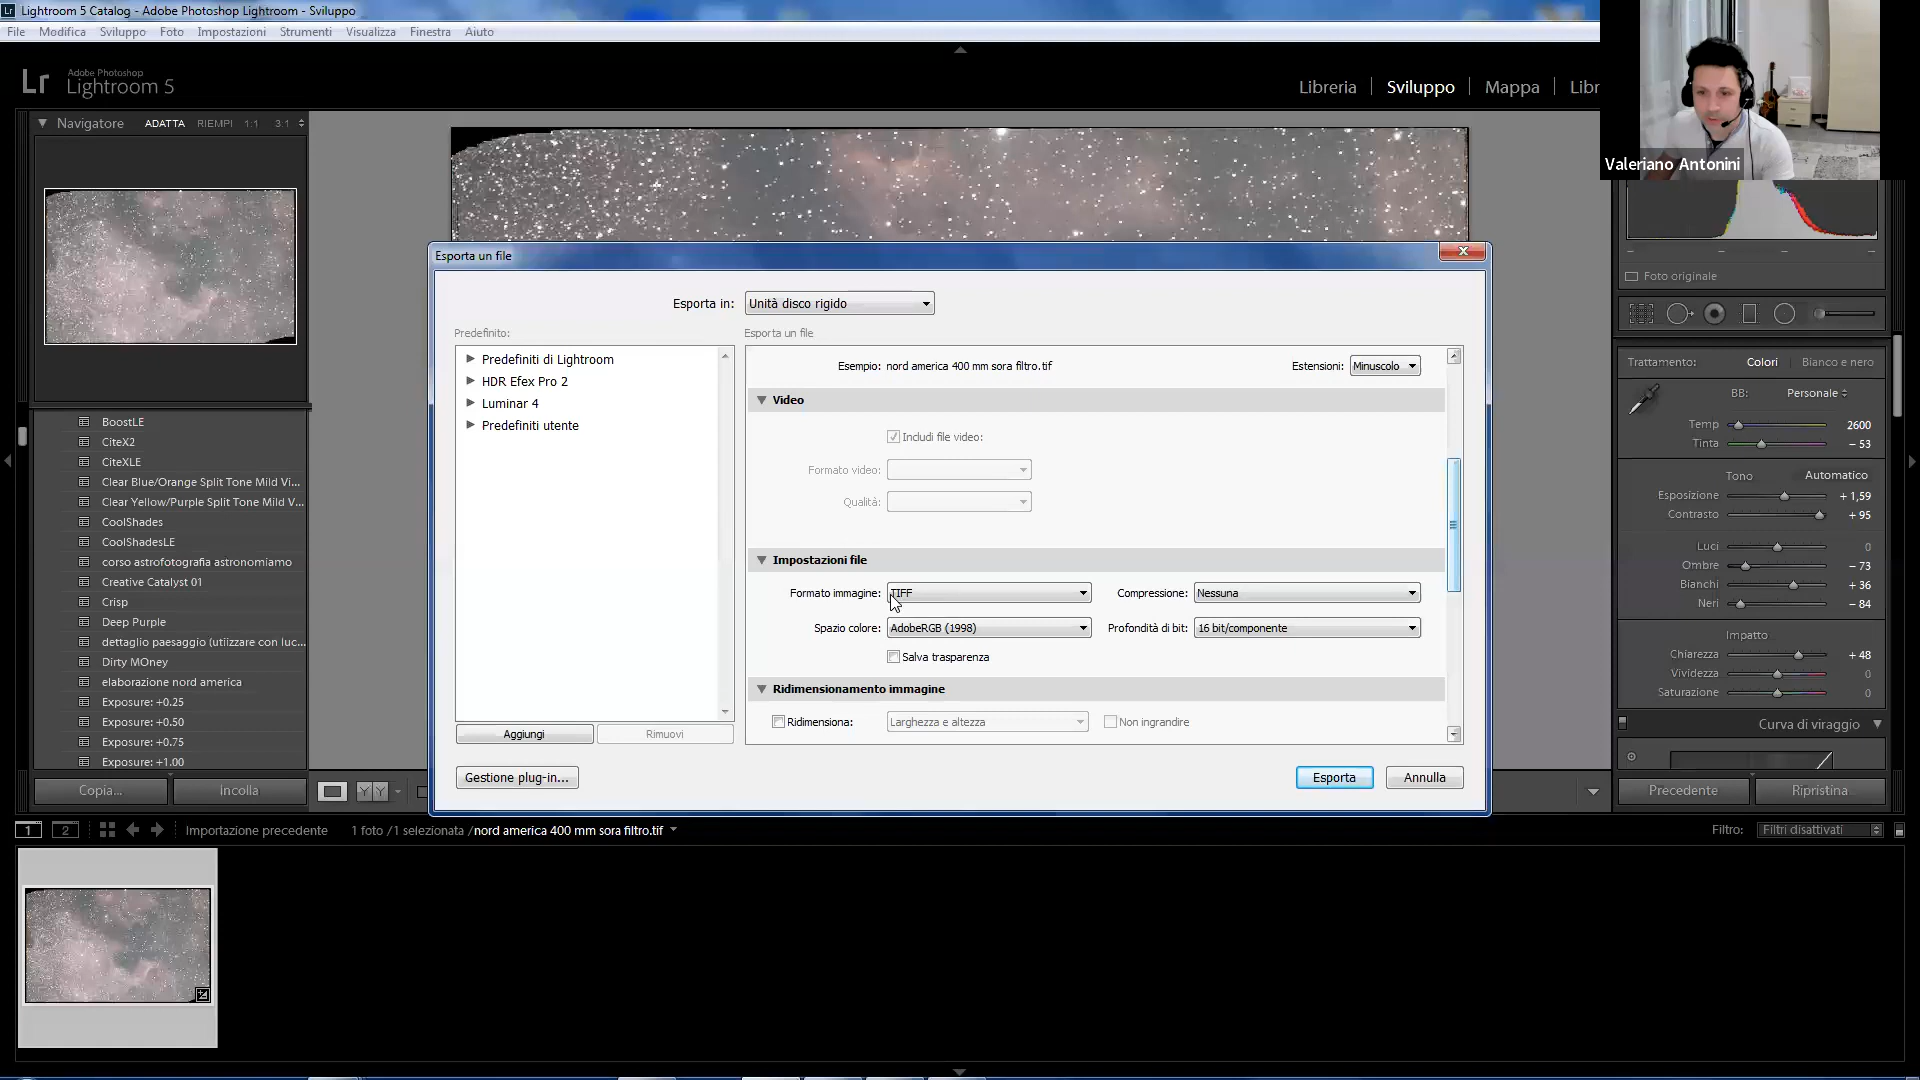 Lightroom 5 Catalog - Adobe Photoshop Lightroom - Sviluppo
File Modifica Sviluppo Foto Impostazioni Strumenti Visualizza Finestra Aiuto
Lr Adobe Photoshop
Lightroom 5
Libreria | Sviluppo | Mappa | Libr
Valeriano Antonini
Navigatore ADATTA RIEMPI 1:1 3:1
BoostLE
CiteX2
CiteXLE
Clear Blue/Orange Split Tone Mild Vi...
Clear Yellow/Purple Split Tone Mild V...
CoolShades
CoolShadesLE
corso astrofotografia astronomiamo
Creative Catalyst 01
Crisp
Deep Purple
dettaglio paesaggio (utiizzare con luc...
Dirty MOney
elaborazione nord america
Exposure: +0.25
Exposure: +0.50
Exposure: +0.75
Exposure: +1.00
Copia... Incolla
Esporta un file
Esporta in: Unità disco rigido
Predefinito:
Predefiniti di Lightroom
HDR Efex Pro 2
Luminar 4
Predefiniti utente
Aggiungi Rimuovi
Gestione plug-in...
Esporta un file
Esempio: nord america 400 mm sora filtro.tif Estensioni: Minuscolo
Video
Includi file video:
Formato video:
Qualità:
Impostazioni file
Formato immagine: TIFF Compressione: Nessuna
Spazio colore: AdobeRGB (1998) Profondità di bit: 16 bit/componente
Salva trasparenza
Ridimensionamento immagine
Ridimensiona: Larghezza e altezza Non ingrandire
Esporta Annulla
Foto originale
Trattamento: Colori | Bianco e nero
BB: Personale
Temp 2600
Tinta – 53
Tono Automatico
Esposizione + 1,59
Contrasto + 95
Luci 0
Ombre – 73
Bianchi + 36
Neri – 84
Impatto
Chiarezza + 48
Vividezza 0
Saturazione 0
Curva di viraggio
Precedente Ripristina
1 2 Importazione precedente 1 foto /1 selezionata /nord america 400 mm sora filtro.tif
Filtro: Filtri disattivati